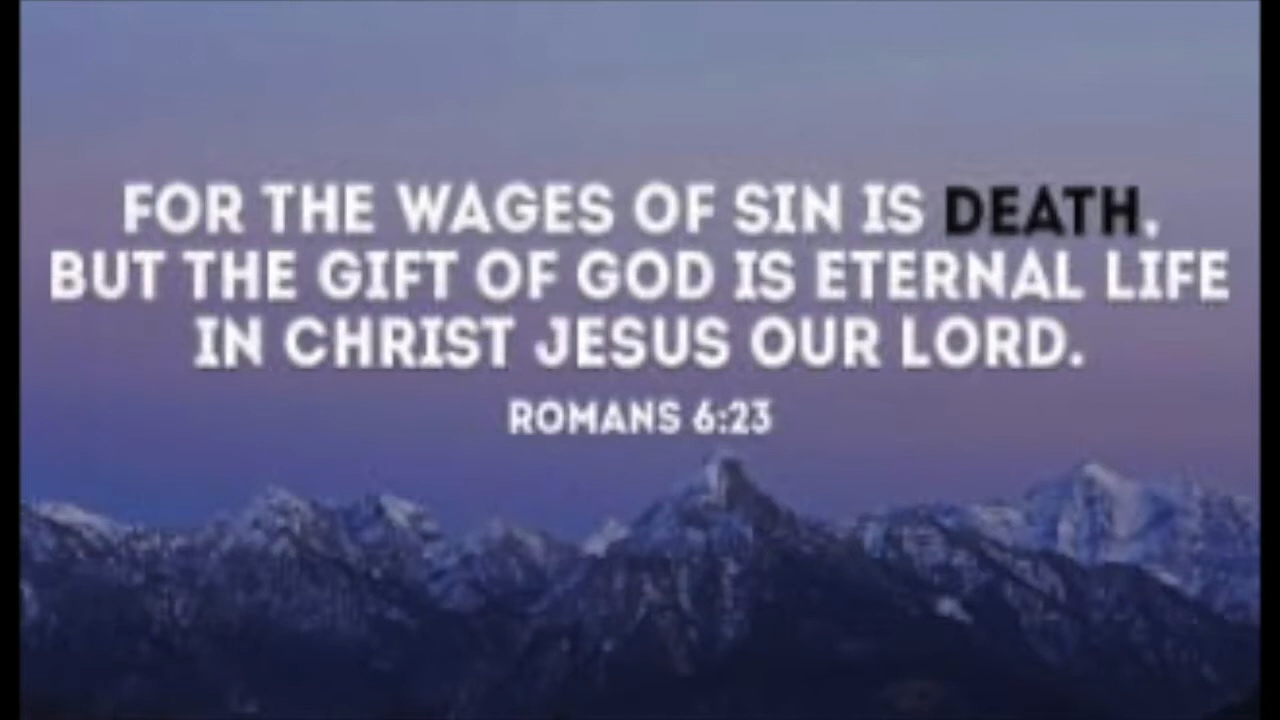 FOR THE WAGES OF SIN IS DEATH,
BUT THE GIFT OF GOD IS ETERNAL LIFE
IN CHRIST JESUS OUR LORD.
ROMANS 6:23